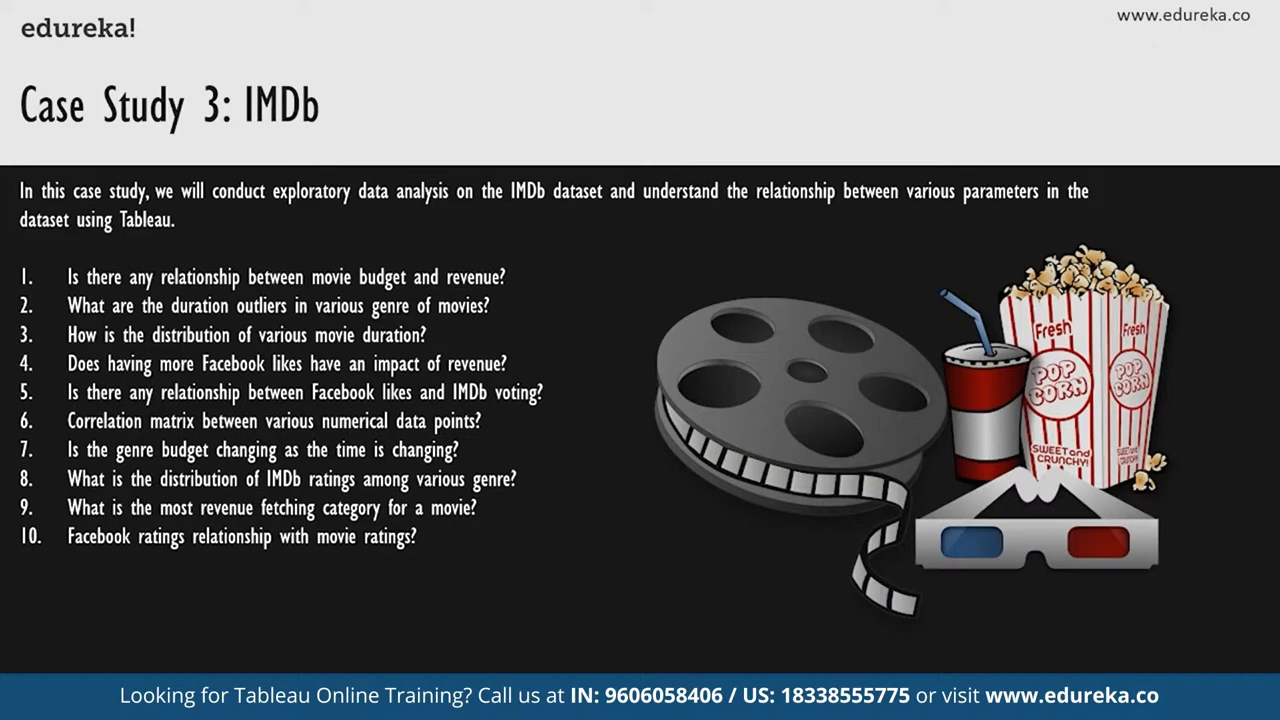 edureka!
www.edureka.co
Case Study 3: IMDb
In this case study, we will conduct exploratory data analysis on the IMDb dataset and understand the relationship between various parameters in the
dataset using Tableau.
1. Is there any relationship between movie budget and revenue?
2. What are the duration outliers in various genre of movies?
3. How is the distribution of various movie duration?
4. Does having more Facebook likes have an impact of revenue?
5. Is there any relationship between Facebook likes and IMDb voting?
6. Correlation matrix between various numerical data points?
7. Is the genre budget changing as the time is changing?
8. What is the distribution of IMDb ratings among various genre?
9. What is the most revenue fetching category for a movie?
10. Facebook ratings relationship with movie ratings?
Fresh
POP
CORN
SWEET and
CRUNCHY!
Fresh
POP
CORN
SWEET and
CRUNCHY!
Looking for Tableau Online Training? Call us at IN: 9606058406 / US: 18338555775 or visit www.edureka.co